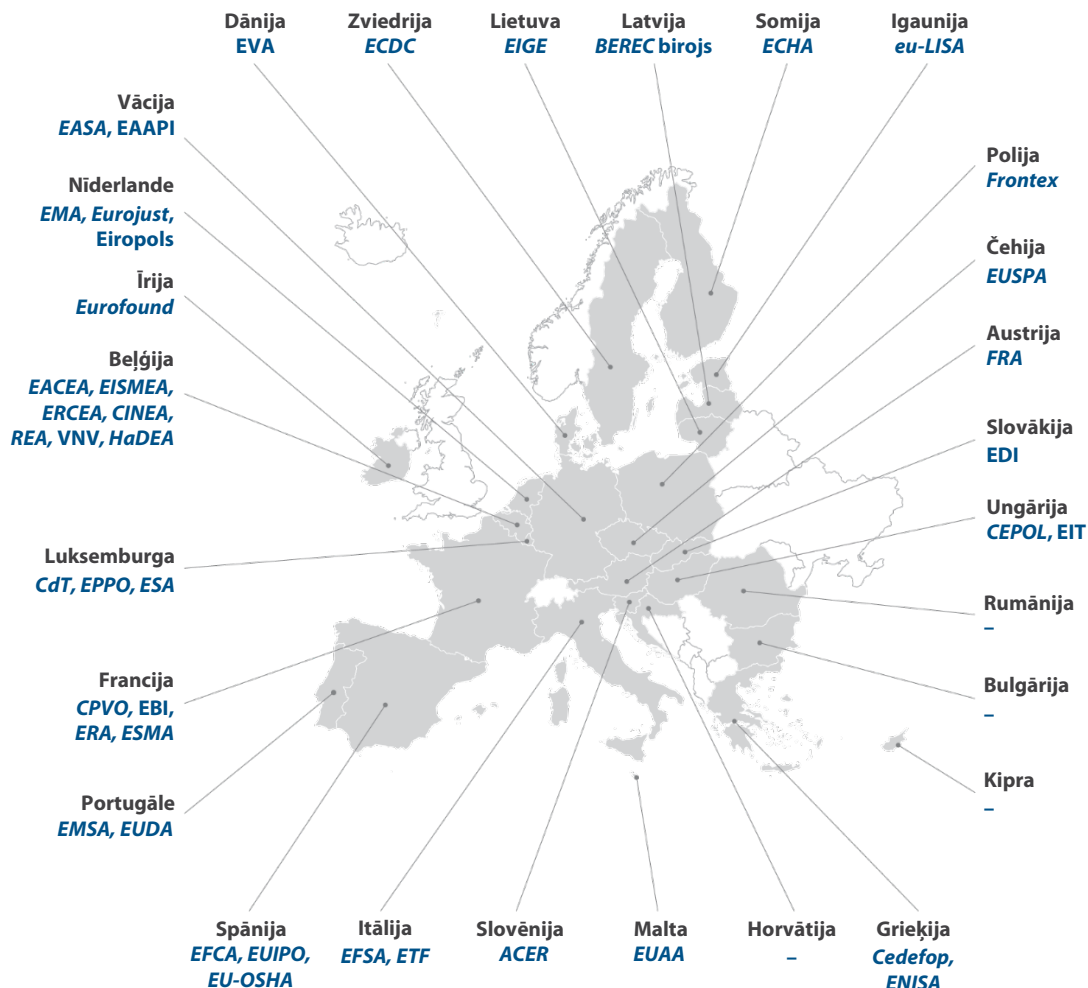 Dānija
EVA
Zviedrija
ECDC
Lietuva
EIGE
Latvija
BEREC birojs
Somija
ECHA
Igaunija
eu-LISA
Vācija
EASA, EAAPI
Nīderlande
EMA, Eurojust,
Eiropols
Īrija
Eurofound
Beļģija
EACEA, EISMEA,
ERCEA, CINEA,
REA, VNV, HaDEA
Luksemburga
CdT, EPPO, ESA
Francija
CPVO, EBI,
ERA, ESMA
Portugāle
EMSA, EUDA
Polija
Frontex
Čehija
EUSPA
Austrija
FRA
Slovākija
EDI
Ungārija
CEPOL, EIT
Rumānija
–
Bulgārija
–
Kipra
–
Spānija
EFCA, EUIPO,
EU-OSHA
Itālija
EFSA, ETF
Slovēnija
ACER
Malta
EUAA
Horvātija
–
Grieķija
Cedefop,
ENISA